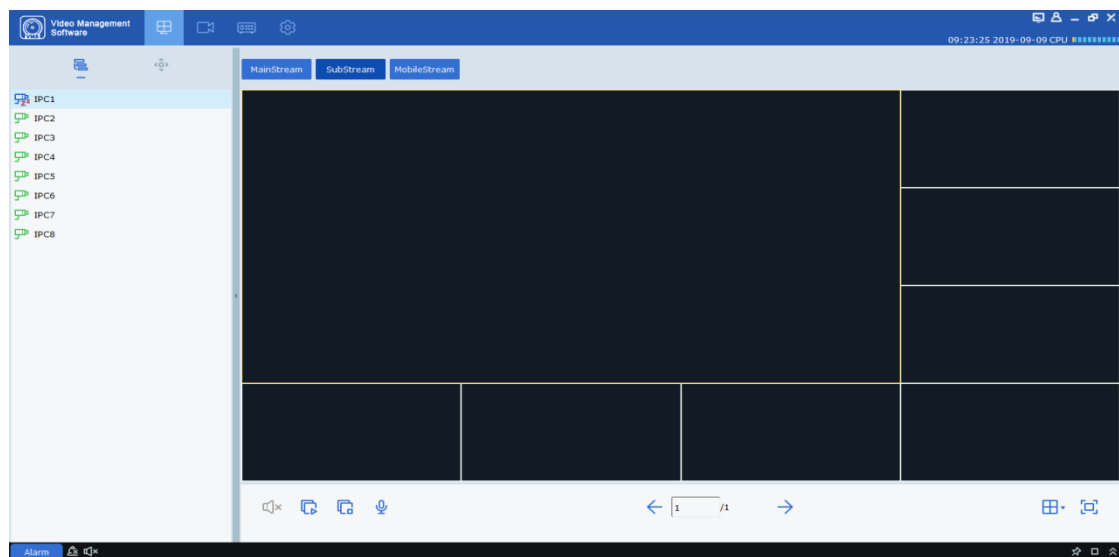 Video Management
Software
09:23:25 2019-09-09 CPU
MainStream SubStream MobileStream
IPC1
IPC2
IPC3
IPC4
IPC5
IPC6
IPC7
IPC8
1 /1
Alarm